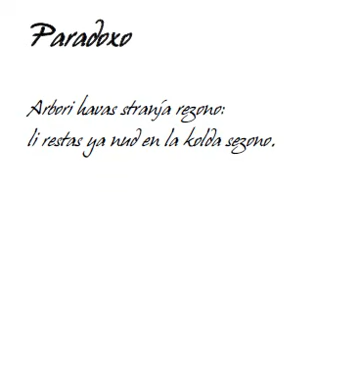 Paradoxo
Arbori havas stranja rezono:
li restas ya nud en la kolda sezono.